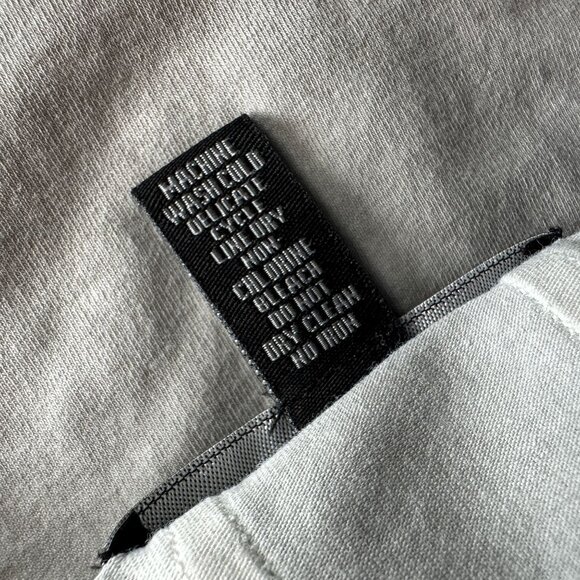 MACHINE
WASH COLD
DELICATE
CYCLE
LINE DRY
NON-
CHLORINE
BLEACH
DO NOT
DRY CLEAN
NO IRON